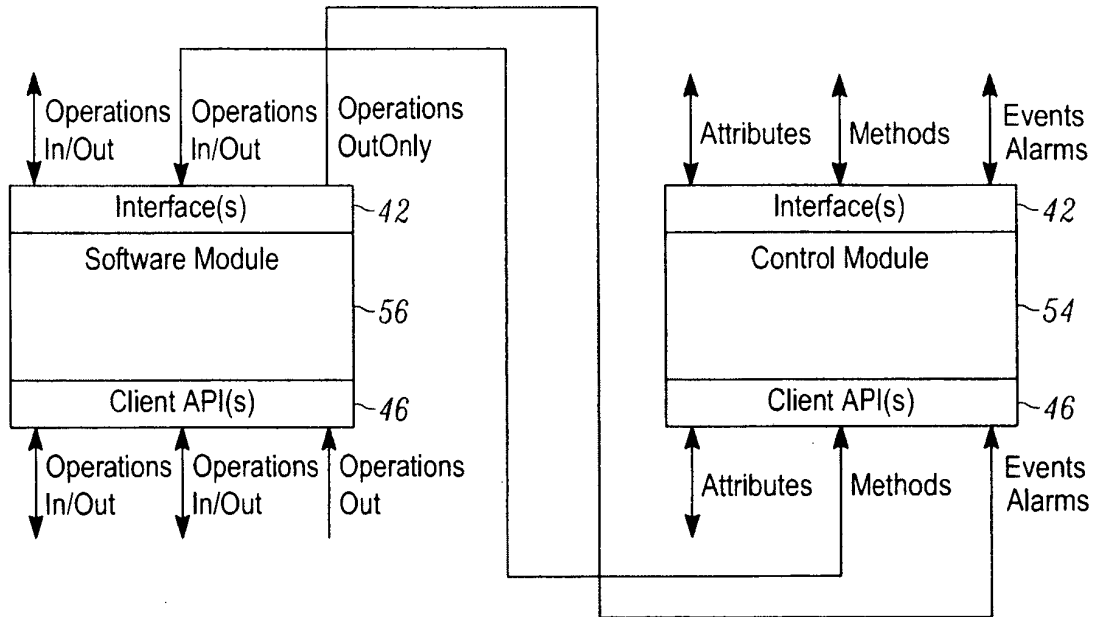 Operations
In/Out
Operations
In/Out
Operations
OutOnly
Interface(s)
42
Software Module
56
Client API(s)
46
Operations
In/Out
Operations
In/Out
Operations
Out
Attributes
Methods
Events
Alarms
Interface(s)
42
Control Module
54
Client API(s)
46
Attributes
Methods
Events
Alarms